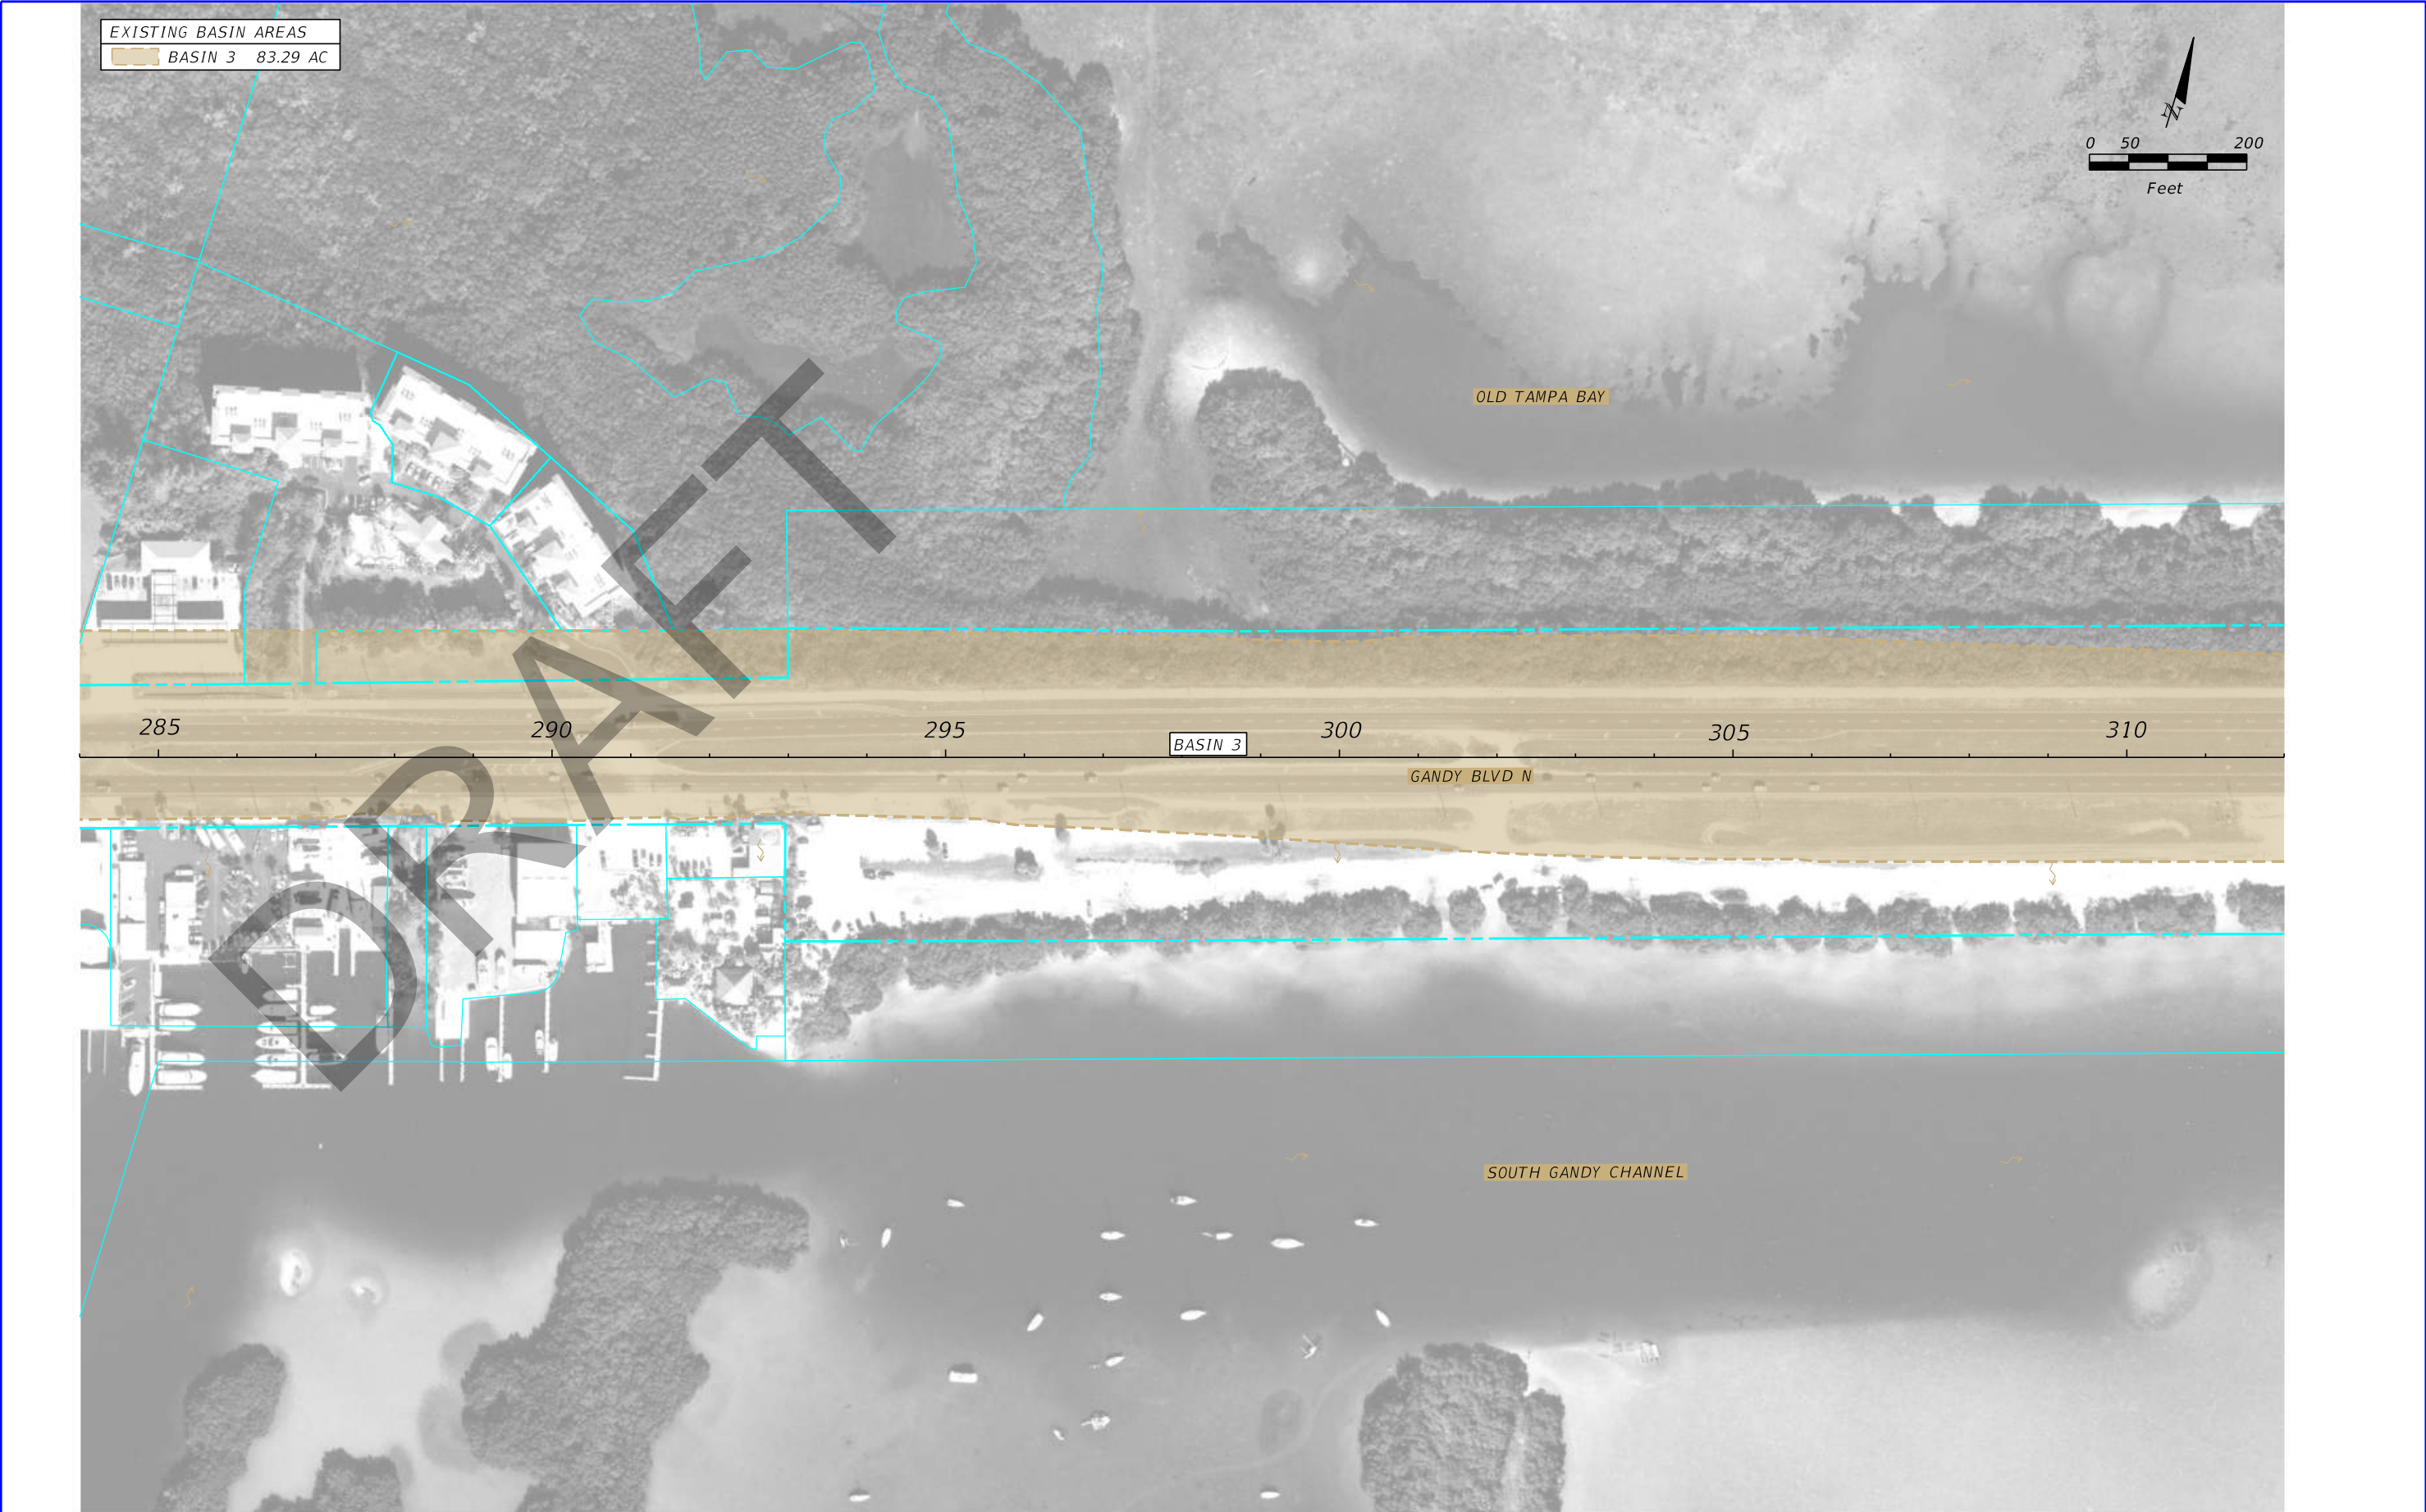 EXISTING BASIN AREAS
BASIN 3 83.29 AC
N
0 50 200
Feet
OLD TAMPA BAY
285 290 295 300 305 310
BASIN 3
GANDY BLVD N
SOUTH GANDY CHANNEL
DRAFT